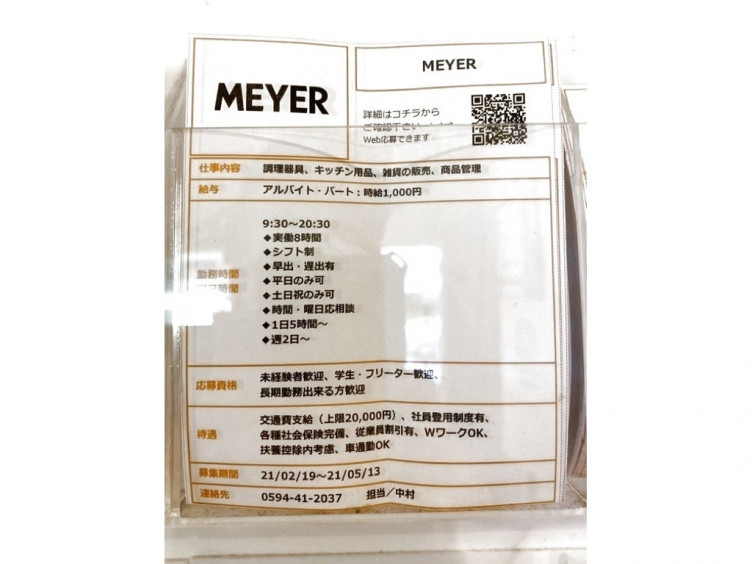 MEYER
MEYER
詳細はコチラから
ご確認下さい
Web応募できます
仕事内容 調理器具、キッチン用品、雑貨の販売、商品管理
給与 アルバイト・パート：時給1,000円
9:30～20:30
◆実働8時間
◆シフト制
◆早出・遅出有
勤務時間 ◆平日のみ可
時間 ◆土日祝のみ可
◆時間・曜日応相談
◆1日5時間～
◆週2日～
応募資格 未経験者歓迎、学生・フリーター歓迎、
長期勤務出来る方歓迎
交通費支給（上限20,000円）、社員登用制度有、
待遇 各種社会保険完備、従業員割引有、WワークOK、
扶養控除内考慮、車通勤OK
募集期間 21/02/19～21/05/13
連絡先 0594-41-2037 担当／中村